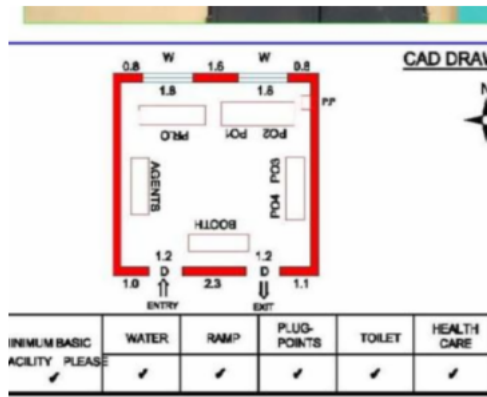 CAD DRAW
W W
0.8 1.6 0.8
1.8 1.8
N
P.P
PR.O PO1 PO2
AGENTS
PO3
PO4
BOOTH
1.2 1.2
D D
1.0 2.3 1.1
ENTRY EXIT
INIMUM BASIC WATER RAMP PLUG- TOILET HEALTH
POINTS CARE
ACILITY PLEASE
✔ ✔ ✔ ✔ ✔ ✔